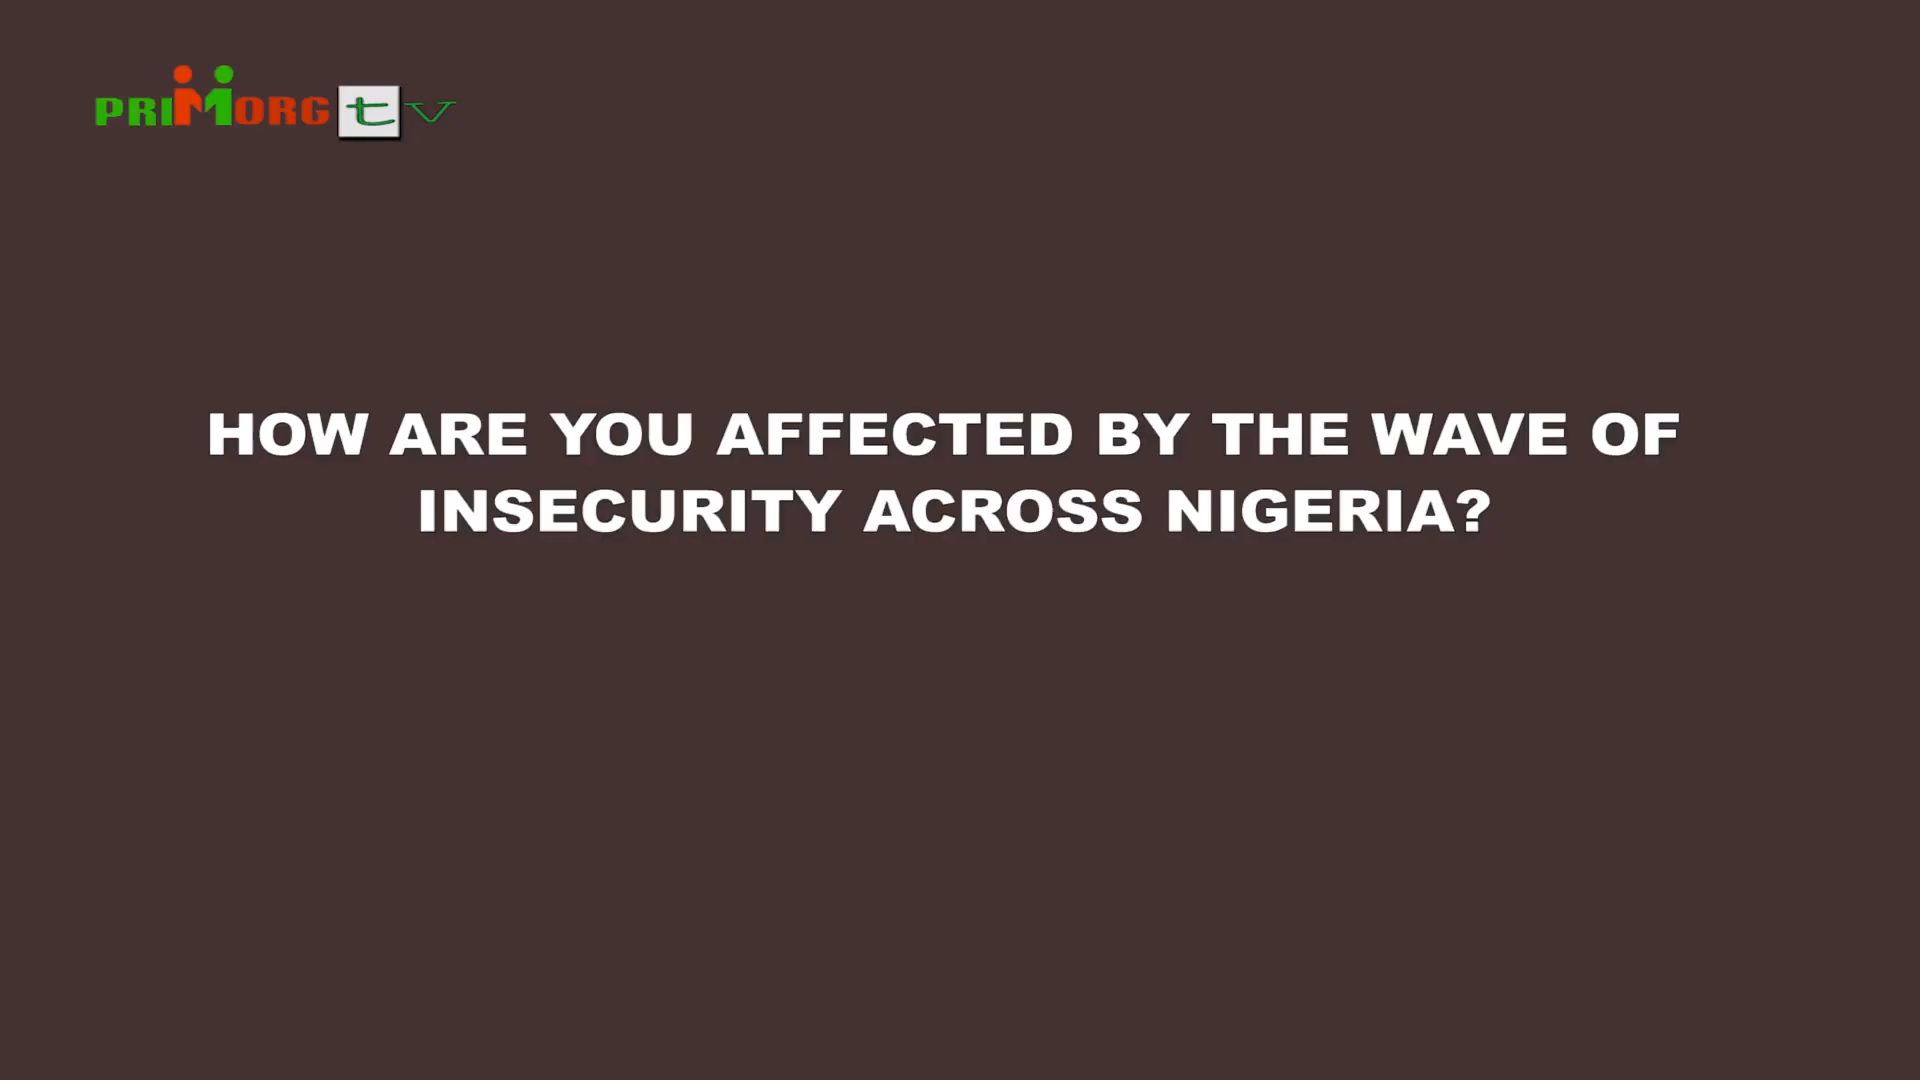 PRIMORG tv
HOW ARE YOU AFFECTED BY THE WAVE OF
INSECURITY ACROSS NIGERIA?